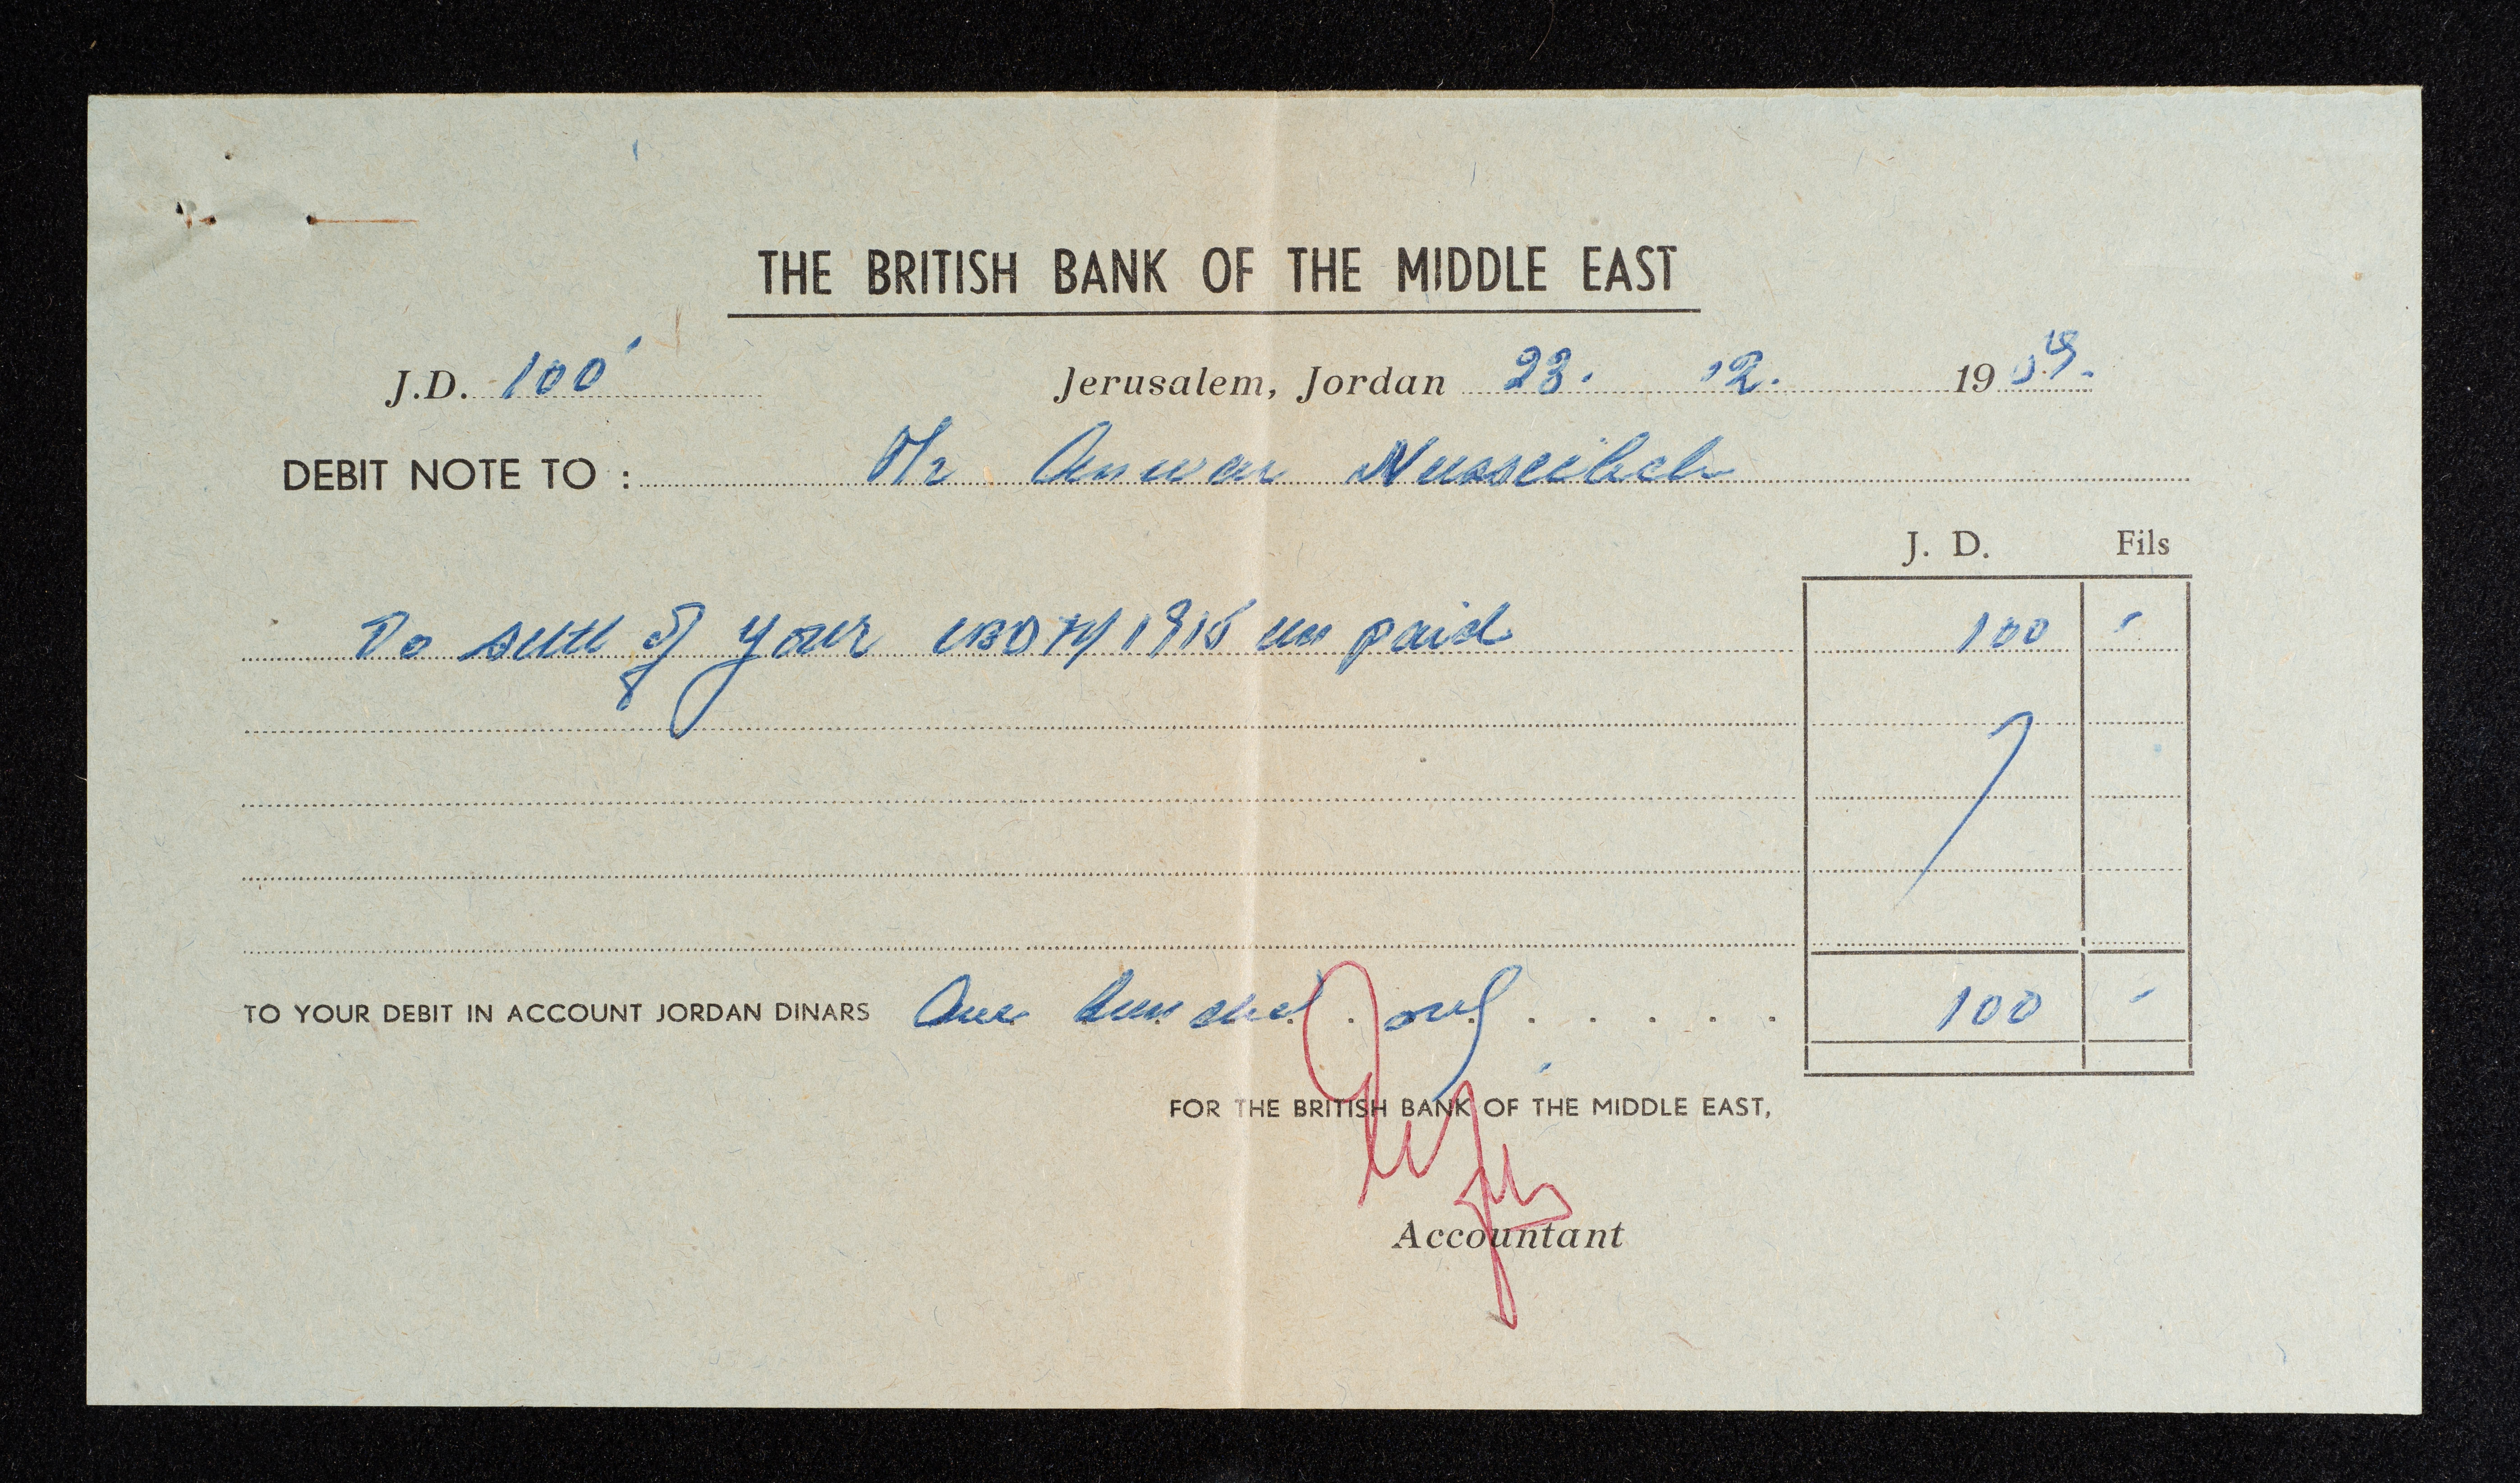 THE BRITISH BANK OF THE MIDDLE EAST
J.D. 100 Jerusalem, Jordan 23. 12. 19
DEBIT NOTE TO : Mr Anwar Nusseibeh
J. D. Fils
To settl of your 1915 unpaid 100 -
TO YOUR DEBIT IN ACCOUNT JORDAN DINARS One hundred only . . . . . 100 -
FOR THE BRITISH BANK OF THE MIDDLE EAST,
Accountant